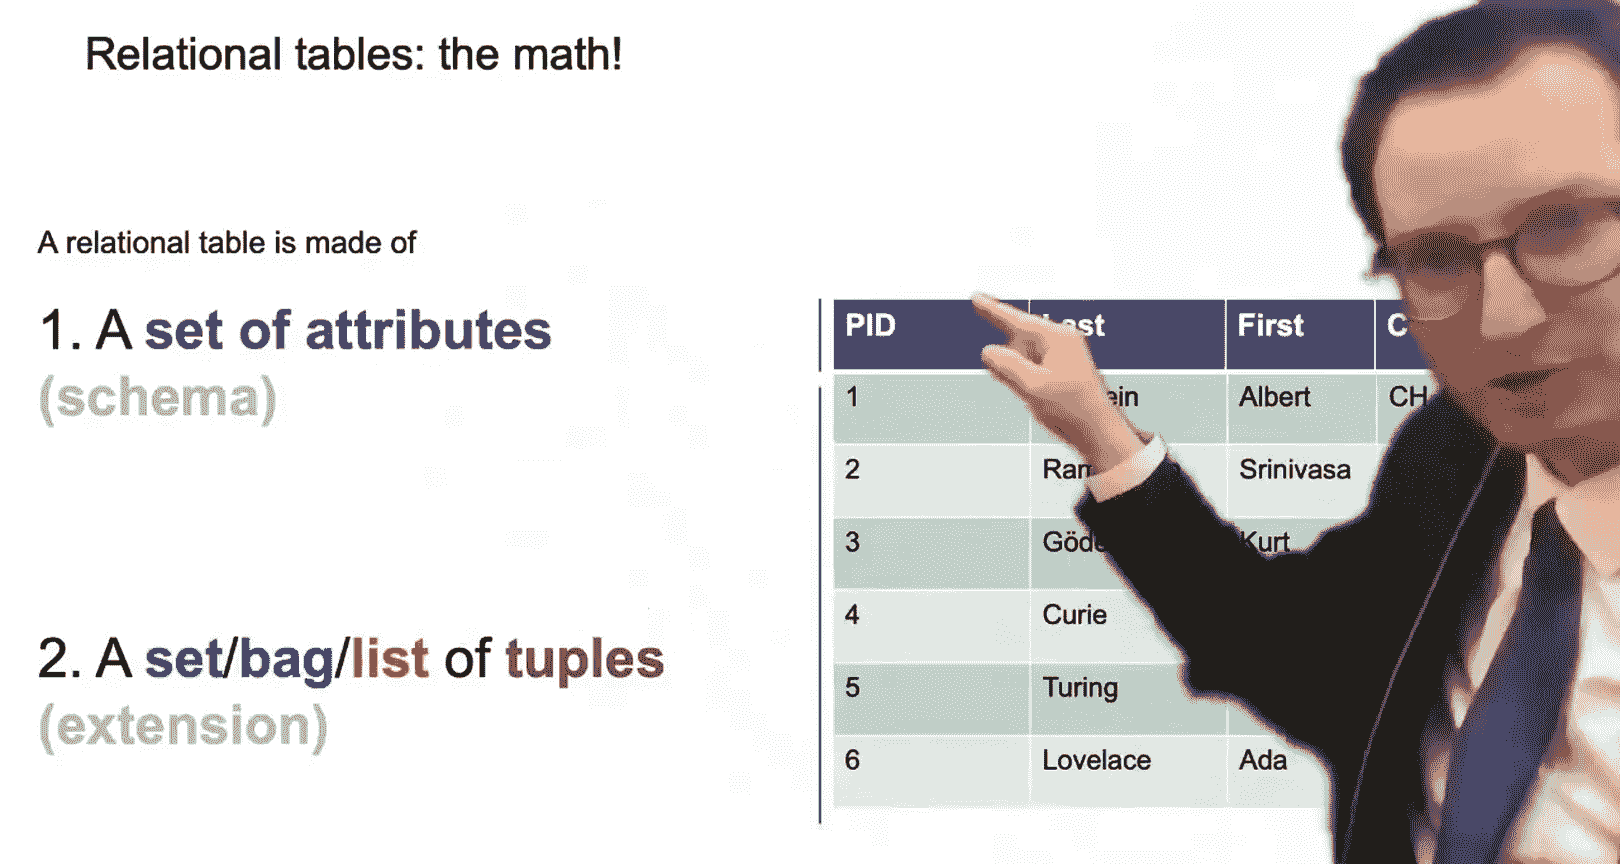 Relational tables: the math!
A relational table is made of
1. A set of attributes
(schema)
2. A set/bag/list of tuples
(extension)
PID First
1 Albert CH
2 Srinivasa
3 Kurt
4 Curie
5 Turing
6 Lovelace Ada